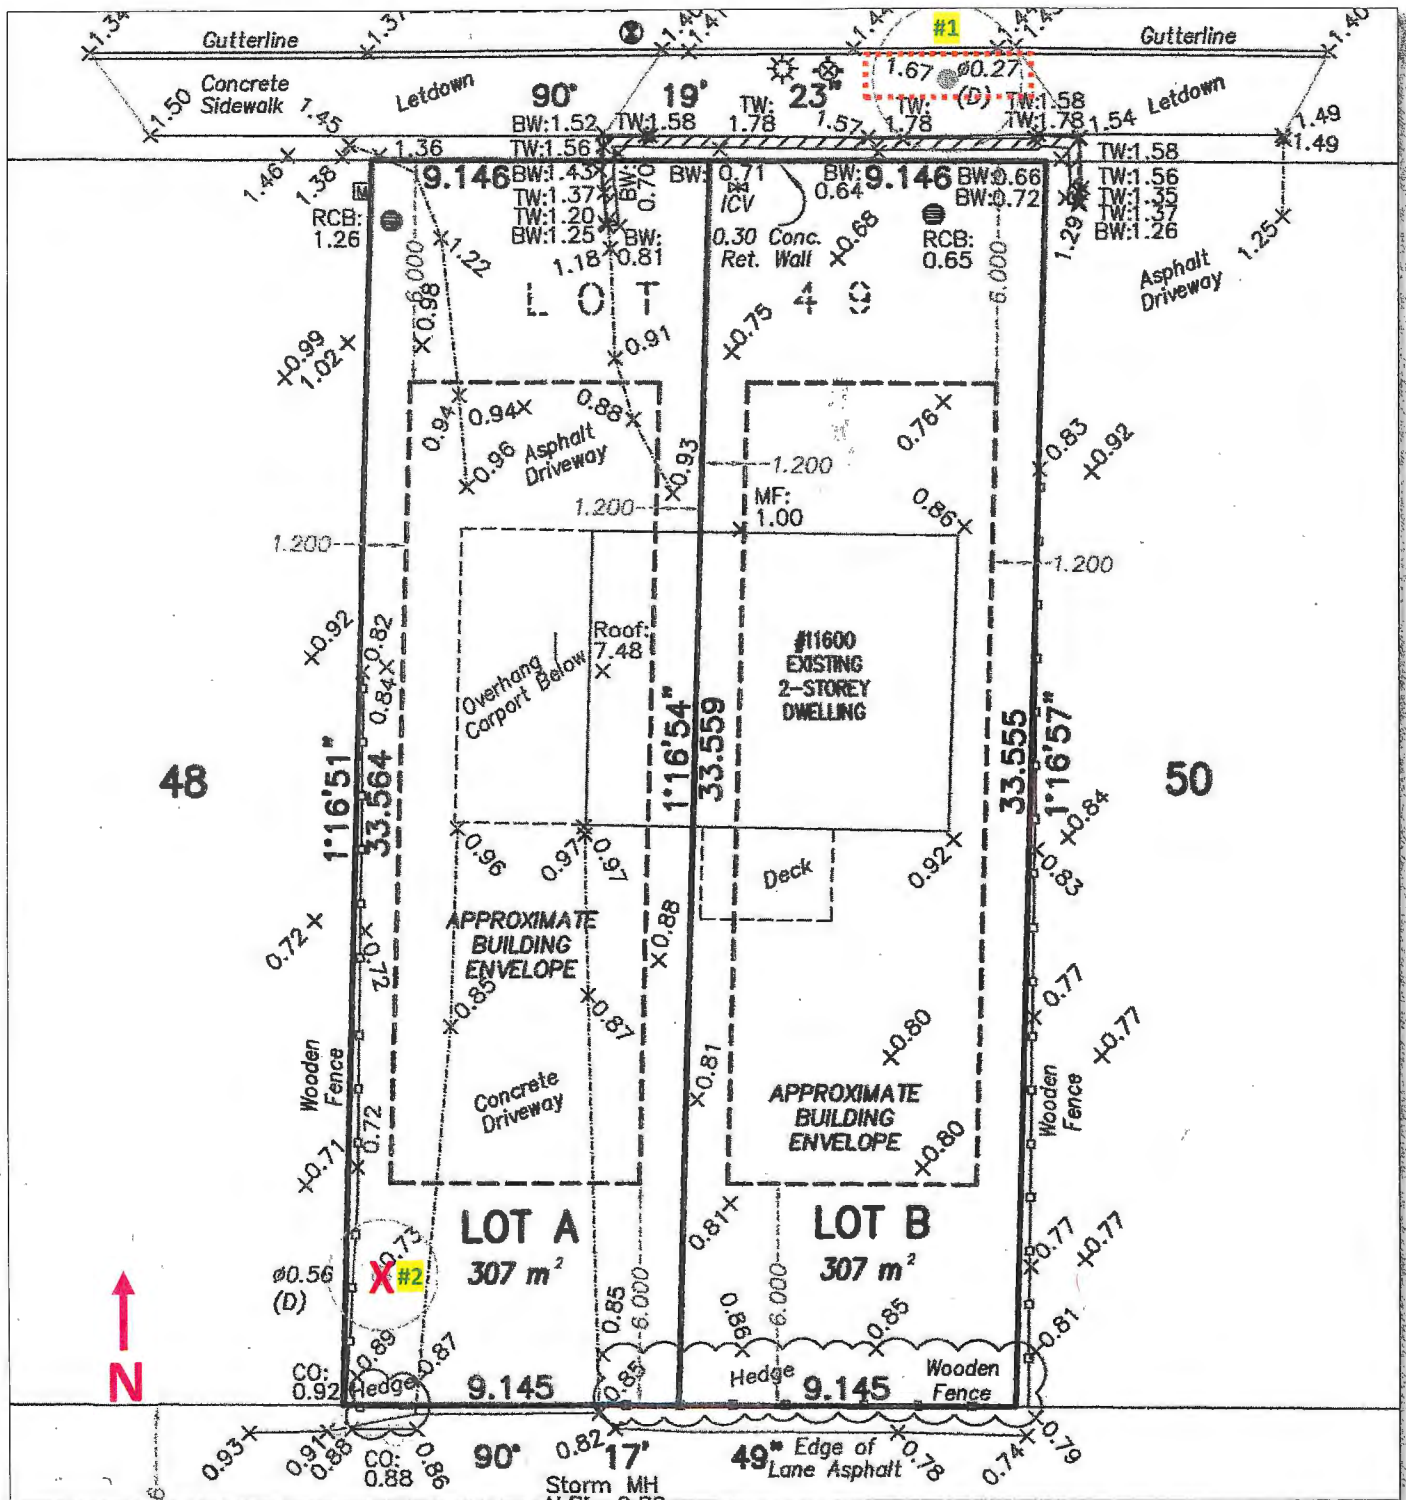 1.34
1.37
1.40
1.41
1.44
#1
1.44
1.43
1.40
Gutterline
Gutterline
Concrete
Sidewalk
Letdown
90°
19'
23"
1.67
ø0.27
(D)
Letdown
1.50
1.45
BW:1.52
TW:1.58
TW:
1.78
1.57
TW:
1.78
TW:1.58
TW:1.78
1.54
1.49
1.49
1.46
1.38
1.36
TW:1.56
BW:1.43
TW:1.37
TW:1.20
BW:1.25
9.146
BW:
0.70
BW:
0.71
ICV
BW:
0.64
9.146
BW:0.66
BW:0.72
TW:1.58
TW:1.56
TW:1.35
TW:1.37
BW:1.26
1.29
1.25
RCB:
1.26
6.000
1.22
1.18
BW:
0.81
0.30 Conc.
Ret. Wall
0.68
RCB:
0.65
6.000
Asphalt
Driveway
LOT 49
0.98
0.99
1.02
0.91
0.75
0.94
0.94
0.88
0.76
0.96
Asphalt
Driveway
0.93
1.200
0.83
0.92
1.200
MF:
1.00
0.86
1.200
1.200
0.92
0.82
0.84
Overhang
Carport Below
Roof:
7.48
#11600
EXISTING
2-STOREY
DWELLING
48
1°16'51"
33.564
1°16'54"
33.559
33.555
1°16'57"
50
0.96
0.97
0.97
Deck
0.92
0.84
0.83
0.72
0.72
APPROXIMATE
BUILDING
ENVELOPE
0.88
0.85
0.87
0.80
0.77
0.77
Wooden
Fence
0.81
Concrete
Driveway
APPROXIMATE
BUILDING
ENVELOPE
Wooden
Fence
0.72
0.71
0.80
LOT A
307 m²
0.81
LOT B
307 m²
0.77
0.77
ø0.56
(D)
0.73
X
#2
N
0.85
6.000
0.86
6.000
0.85
0.81
0.89
0.87
CO:
0.92
Hedge
9.145
0.85
Hedge
9.145
Wooden
Fence
0.93
0.91
0.88
CO:
0.88
0.86
90°
0.82
17'
49"
Edge of
Lane Asphalt
0.78
0.74
0.79
Storm MH